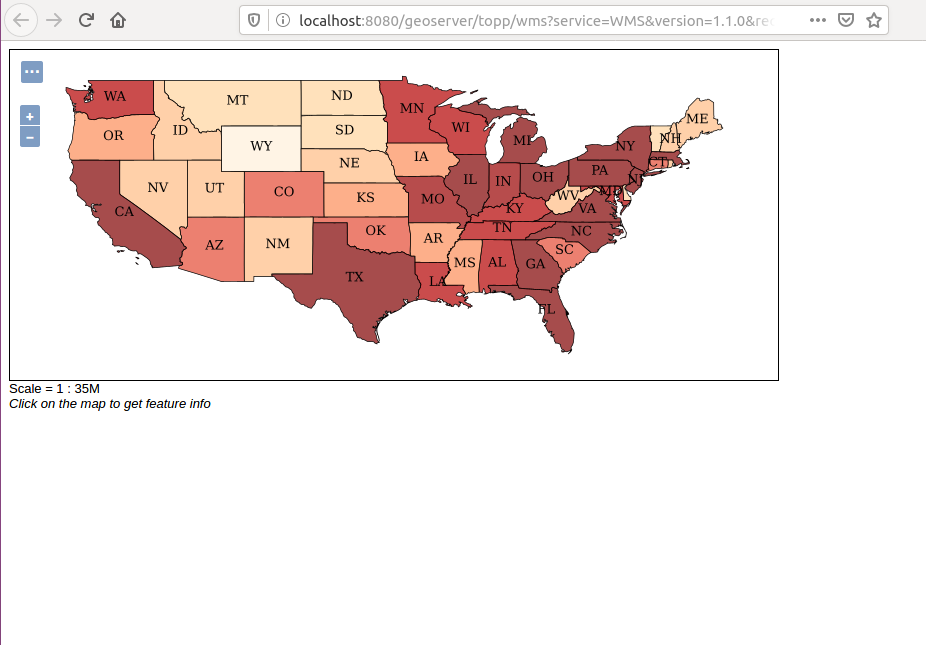 localhost:8080/geoserver/topp/wms?service=WMS&version=1.1.0&re
+
−
WA
MT
ND
MN
ME
OR
ID
SD
WI
MI
NY
NH
WY
NE
IA
PA
CT
NV
UT
CO
IL
IN
OH
NJ
KS
MO
WV
MD
CA
KY
VA
AZ
NM
OK
AR
TN
NC
SC
TX
MS
AL
GA
LA
FL
Scale = 1 : 35M
Click on the map to get feature info